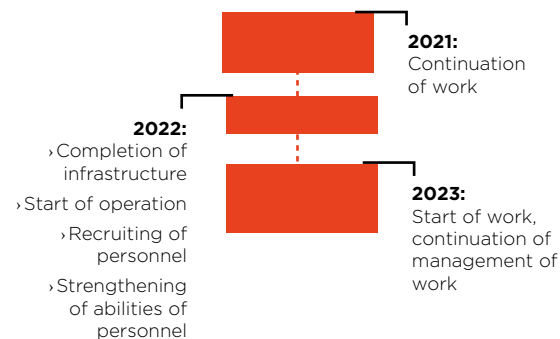 2021:
Continuation
of work
2022:
› Completion of
infrastructure
› Start of operation
› Recruiting of
personnel
› Strengthening
of abilities of
personnel
2023:
Start of work,
continuation of
management of
work